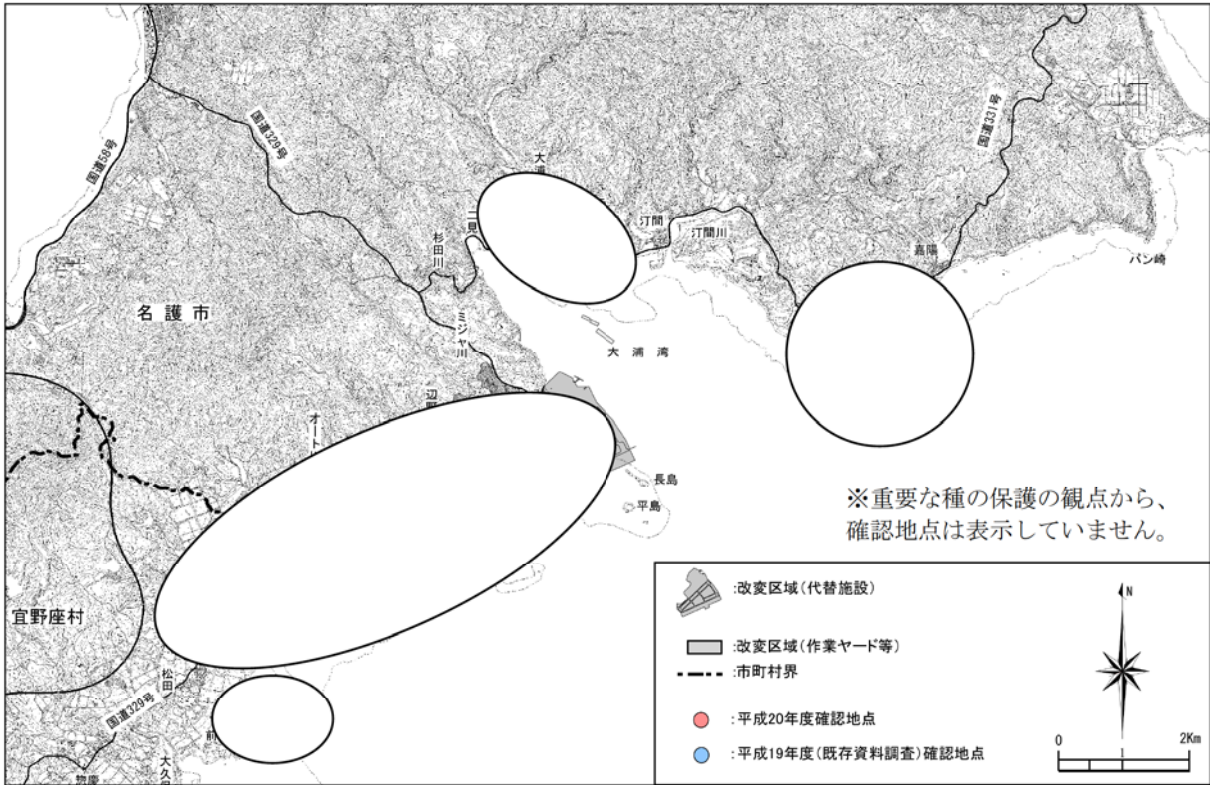 国道58号
国道329号
国道331号
大浦
二見
杉田川
汀間
汀間川
嘉陽
バン崎
名護市
ミジャ川
大浦湾
長島
平島
宜野座村
松田
国道329号
前
惣慶
※重要な種の保護の観点から、
確認地点は表示していません。
:改変区域(代替施設)
:改変区域(作業ヤード等)
:市町村界
:平成20年度確認地点
:平成19年度(既存資料調査)確認地点
N
0 2Km